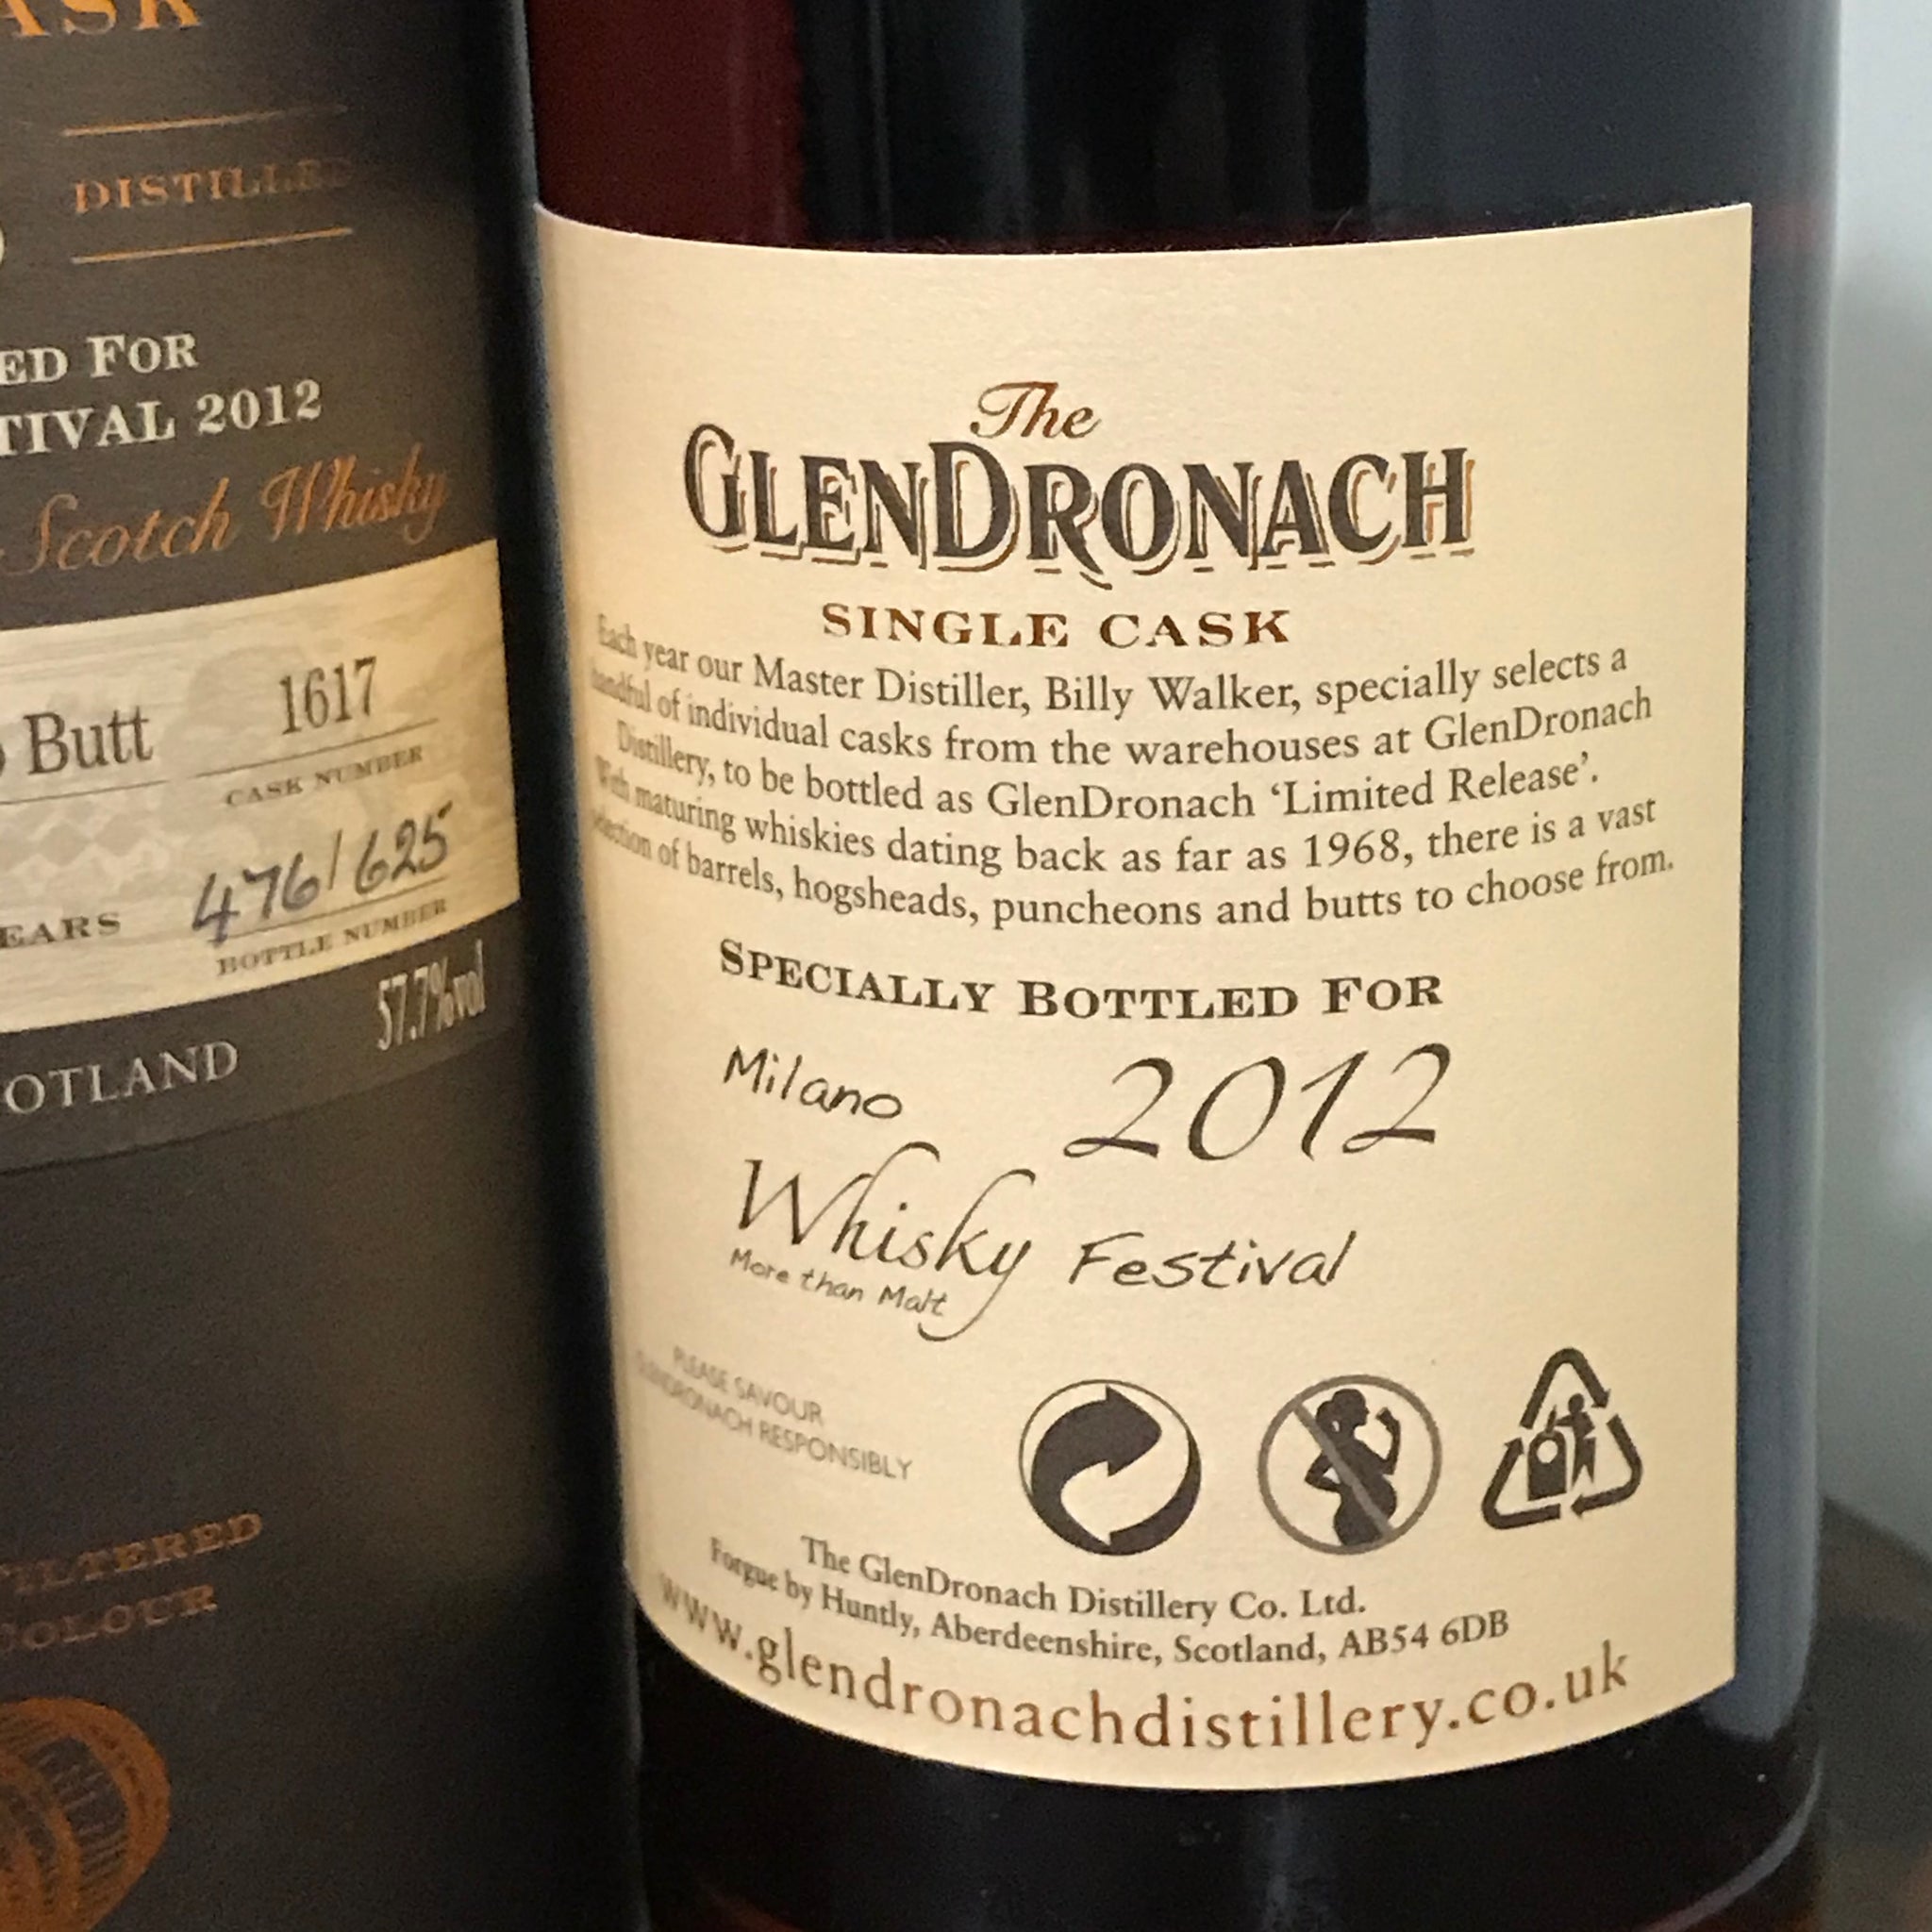 DISTILLED
FOR
2012
Scotch Whisky
Butt
1617
CASK NUMBER
476/625
BOTTLE NUMBER
57.7%vol
The
GLENDRONACH
SINGLE CASK
Each year our Master Distiller, Billy Walker, specially selects a
handful of individual casks from the warehouses at GlenDronach
Distillery, to be bottled as GlenDronach ‘Limited Release’.
With maturing whiskies dating back as far as 1968, there is a vast
selection of barrels, hogsheads, puncheons and butts to choose from.
SPECIALLY BOTTLED FOR
Milano 2012
Whisky Festival
More than Malt
PLEASE SAVOUR
GLENDRONACH RESPONSIBLY
The GlenDronach Distillery Co. Ltd.
Forgue by Huntly, Aberdeenshire, Scotland, AB54 6DB
www.glendronachdistillery.co.uk